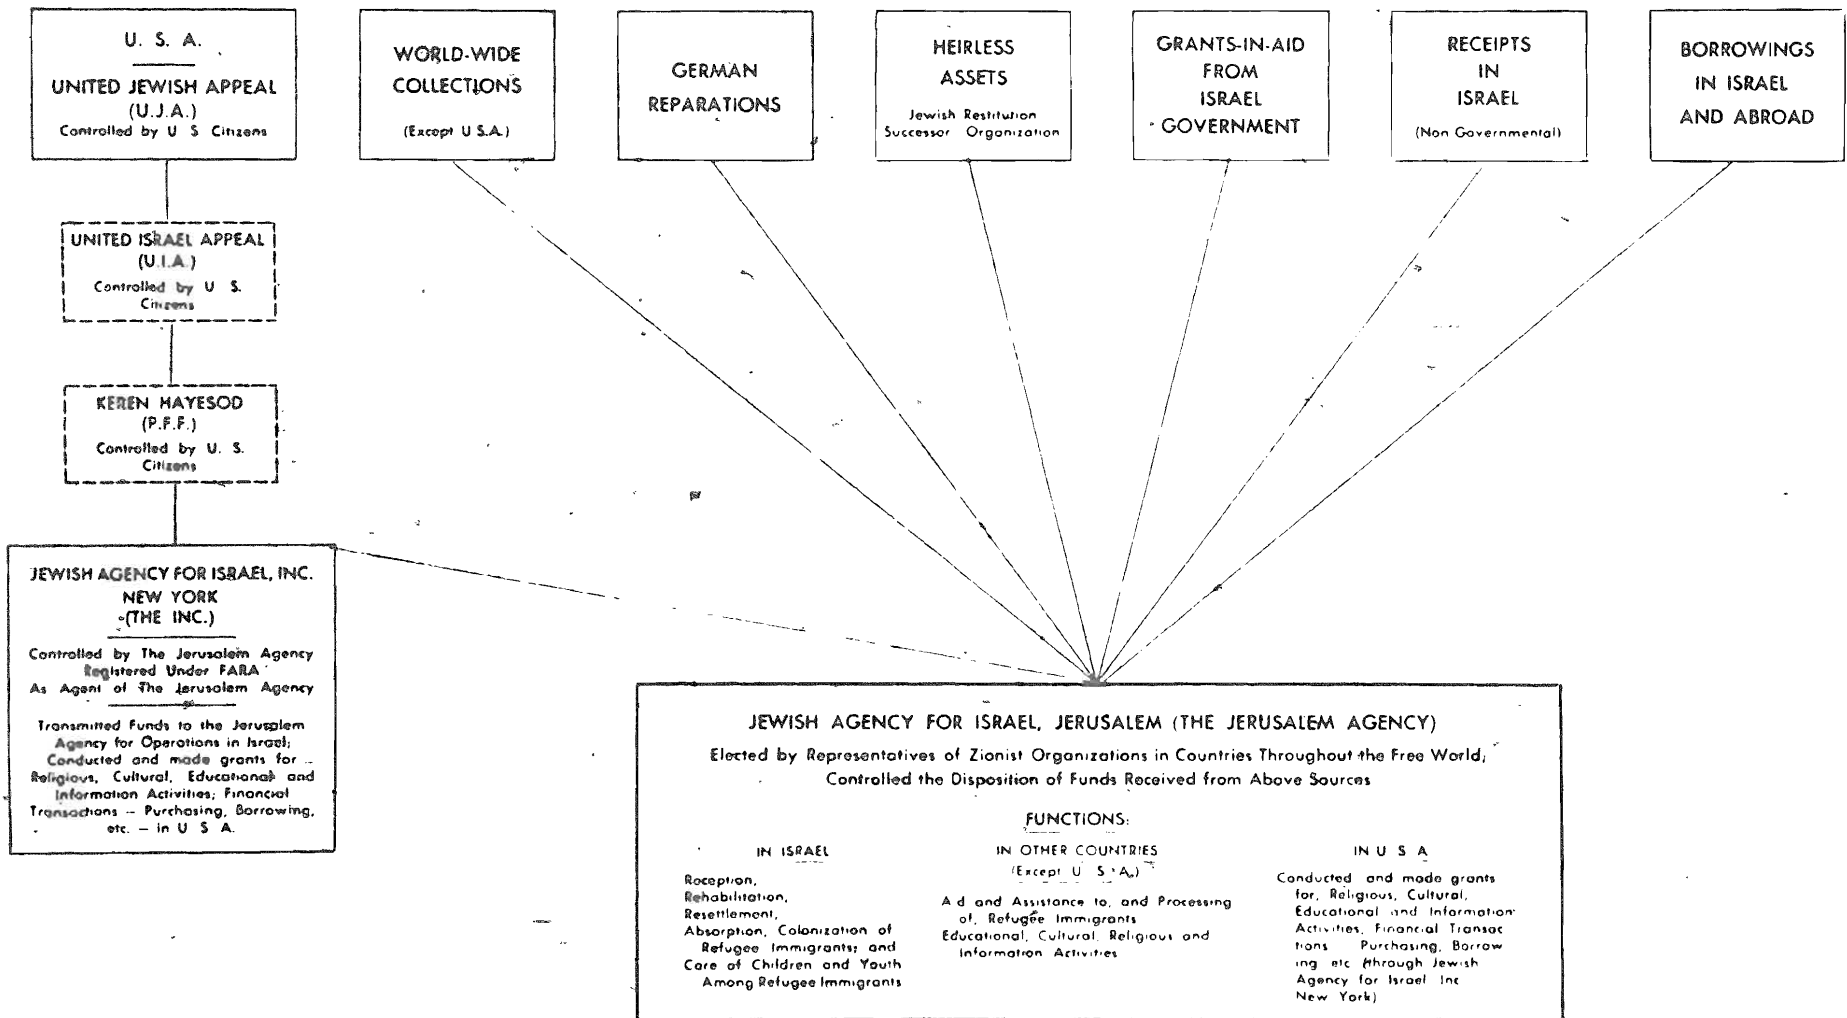 U. S. A.
UNITED JEWISH APPEAL
(U.J.A.)
Controlled by U S Citizens
WORLD-WIDE
COLLECTIONS
(Except U S.A.)
GERMAN
REPARATIONS
HEIRLESS
ASSETS
Jewish Restitution
Successor Organization
GRANTS-IN-AID
FROM
ISRAEL
GOVERNMENT
RECEIPTS
IN
ISRAEL
(Non Governmental)
BORROWINGS
IN ISRAEL
AND ABROAD
UNITED ISRAEL APPEAL
(U.I.A.)
Controlled by U S.
Citizens
KEREN HAYESOD
(P.F.F.)
Controlled by U. S.
Citizens
JEWISH AGENCY FOR ISRAEL, INC.
NEW YORK
(THE INC.)
Controlled by The Jerusalem Agency
Registered Under FARA
As Agent of The Jerusalem Agency
Transmitted Funds to the Jerusalem
Agency for Operations in Israel;
Conducted and made grants for
Religious, Cultural, Educational and
Information Activities; Financial
Transactions – Purchasing, Borrowing,
etc. – in U S A.
JEWISH AGENCY FOR ISRAEL, JERUSALEM (THE JERUSALEM AGENCY)
Elected by Representatives of Zionist Organizations in Countries Throughout the Free World;
Controlled the Disposition of Funds Received from Above Sources
FUNCTIONS:
IN ISRAEL
Reception,
Rehabilitation,
Resettlement,
Absorption, Colonization of
Refugee Immigrants; and
Care of Children and Youth
Among Refugee Immigrants
IN OTHER COUNTRIES
(Except U S A.)
Aid and Assistance to, and Processing
of, Refugee Immigrants
Educational, Cultural, Religious and
Information Activities
IN U S A
Conducted and made grants
for, Religious, Cultural,
Educational and Information
Activities, Financial Transac
tions Purchasing, Borrow
ing etc (through Jewish
Agency for Israel Inc
New York)